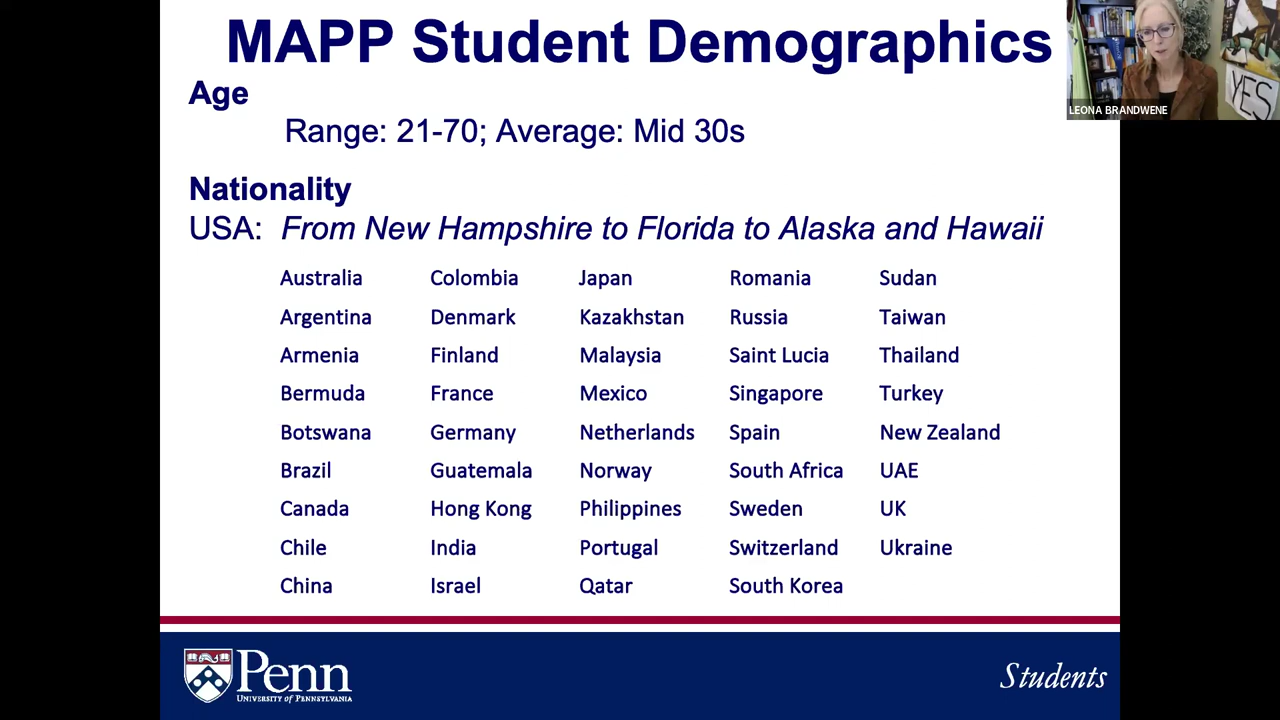 MAPP Student Demographics
LEONA BRANDWENE
YES
Age
Range: 21-70; Average: Mid 30s
Nationality
USA: From New Hampshire to Florida to Alaska and Hawaii
Australia Colombia Japan Romania Sudan
Argentina Denmark Kazakhstan Russia Taiwan
Armenia Finland Malaysia Saint Lucia Thailand
Bermuda France Mexico Singapore Turkey
Botswana Germany Netherlands Spain New Zealand
Brazil Guatemala Norway South Africa UAE
Canada Hong Kong Philippines Sweden UK
Chile India Portugal Switzerland Ukraine
China Israel Qatar South Korea
Penn
UNIVERSITY OF PENNSYLVANIA
Students